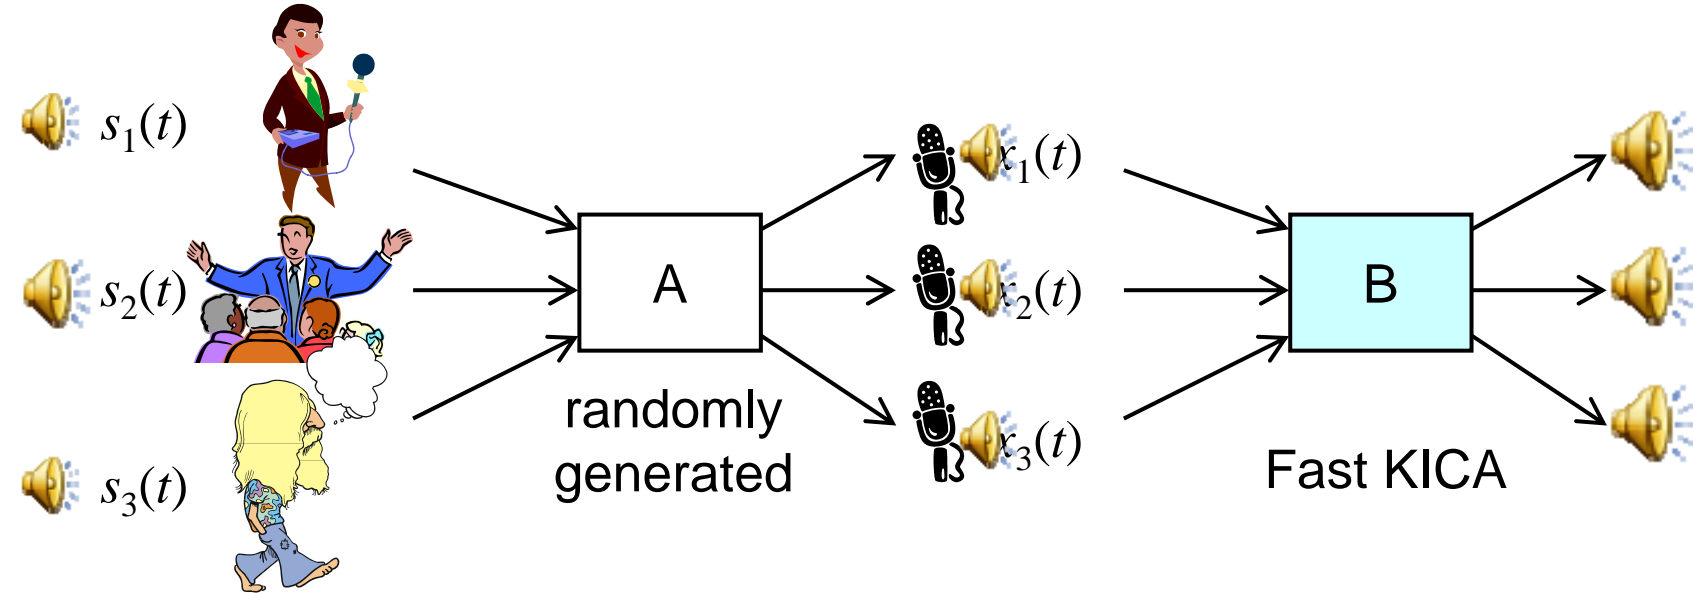 s₁(t)
x₁(t)
s₂(t)
A
x₂(t)
B
randomly
generated
s₃(t)
x₃(t)
Fast KICA